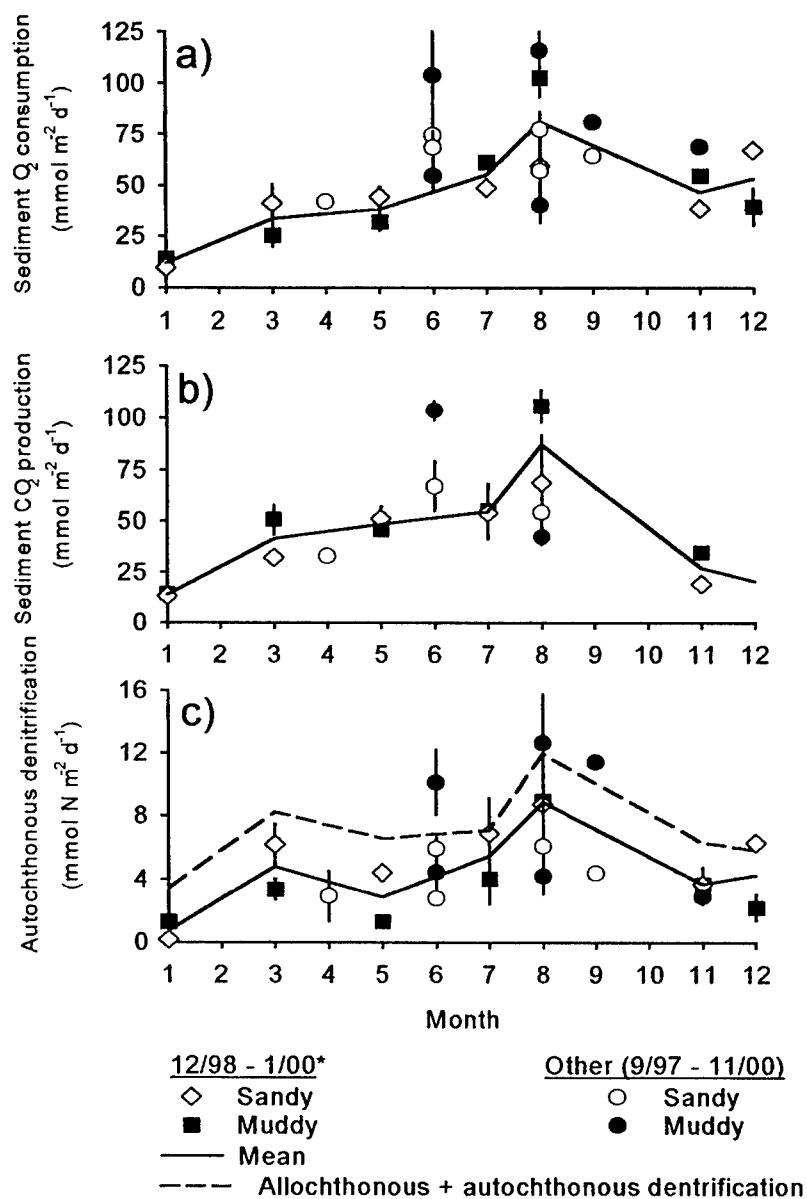 a)
Sediment O2 consumption
(mmol m-2 d-1)
125
100
75
50
25
0
1 2 3 4 5 6 7 8 9 10 11 12
b)
Sediment CO2 production
(mmol m-2 d-1)
125
100
75
50
25
0
1 2 3 4 5 6 7 8 9 10 11 12
c)
Autochthonous denitrification
(mmol N m-2 d-1)
16
12
8
4
0
1 2 3 4 5 6 7 8 9 10 11 12
Month
12/98 - 1/00*
Sandy
Muddy
Mean
Allochthonous + autochthonous dentrification
Other (9/97 - 11/00)
Sandy
Muddy